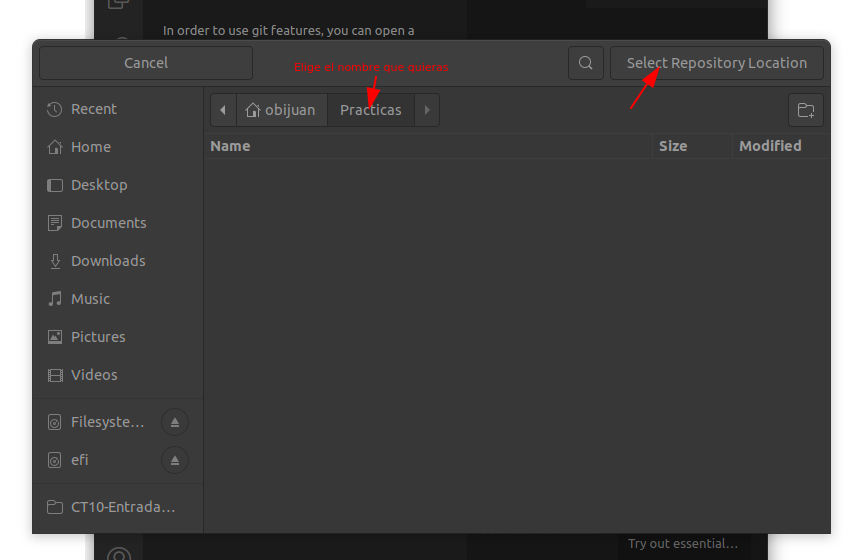 In order to use git features, you can open a
Cancel
Elige el nombre que quieras
Select Repository Location
Recent
obijuan
Practicas
Home
Name
Size
Modified
Desktop
Documents
Downloads
Music
Pictures
Videos
Filesyste...
efi
CT10-Entrada...
Try out essential...